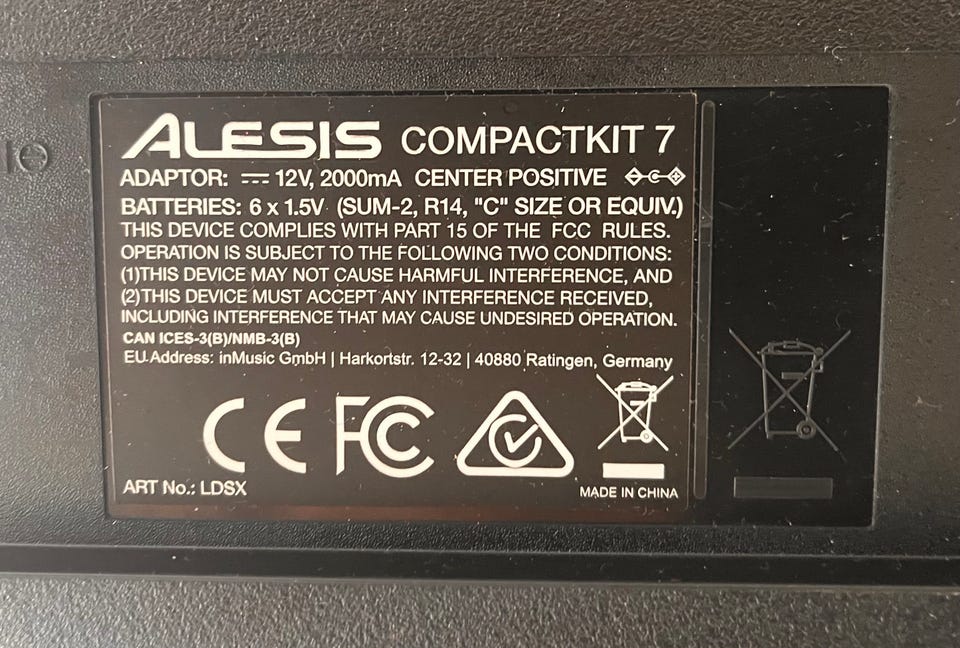 ALESIS COMPACTKIT 7
ADAPTOR: 12V, 2000mA CENTER POSITIVE
BATTERIES: 6 x 1.5V (SUM-2, R14, "C" SIZE OR EQUIV.)
THIS DEVICE COMPLIES WITH PART 15 OF THE FCC RULES.
OPERATION IS SUBJECT TO THE FOLLOWING TWO CONDITIONS:
(1)THIS DEVICE MAY NOT CAUSE HARMFUL INTERFERENCE, AND
(2)THIS DEVICE MUST ACCEPT ANY INTERFERENCE RECEIVED,
INCLUDING INTERFERENCE THAT MAY CAUSE UNDESIRED OPERATION.
CAN ICES-3(B)/NMB-3(B)
EU Address: inMusic GmbH | Harkortstr. 12-32 | 40880 Ratingen, Germany
CE FC
ART No.: LDSX
MADE IN CHINA